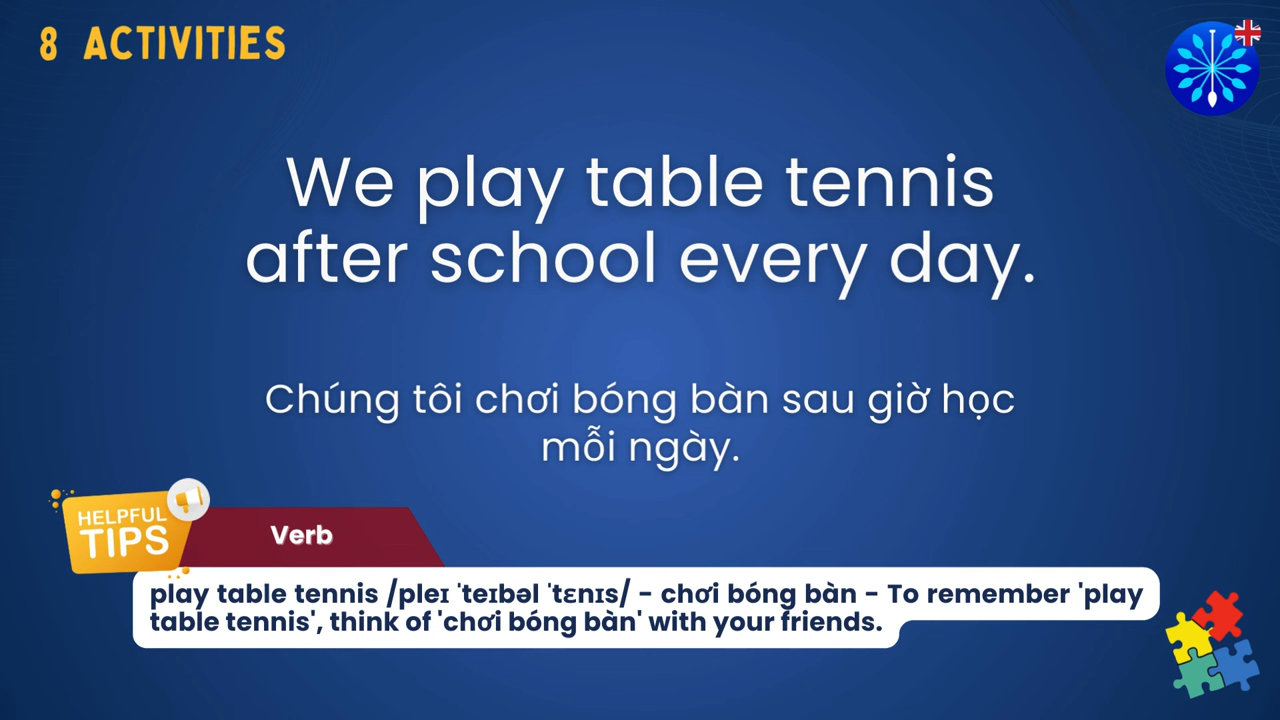 8 ACTIVITIES
We play table tennis
after school every day.
Chúng tôi chơi bóng bàn sau giờ học
mỗi ngày.
HELPFUL
TIPS
Verb
play table tennis /pleɪ ˈteɪbəl ˈtɛnɪs/ - chơi bóng bàn - To remember 'play
table tennis', think of 'chơi bóng bàn' with your friends.